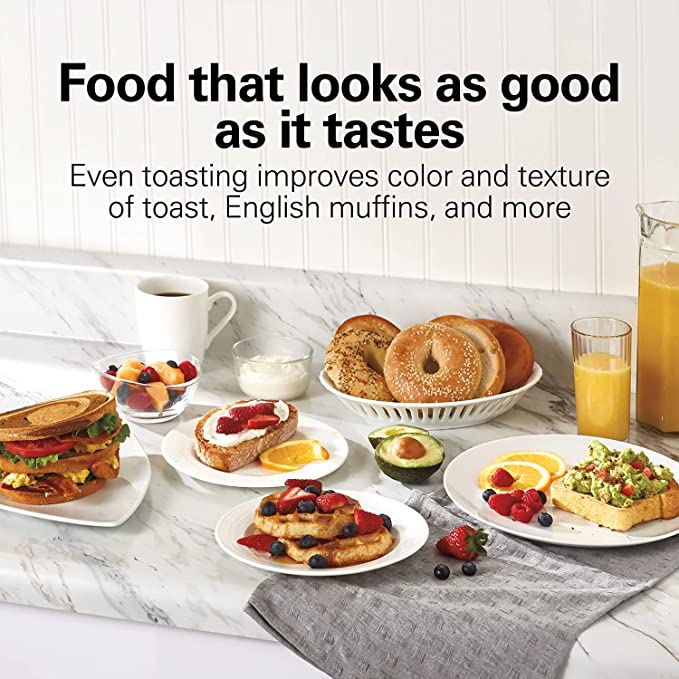 Food that looks as good
as it tastes
Even toasting improves color and texture
of toast, English muffins, and more